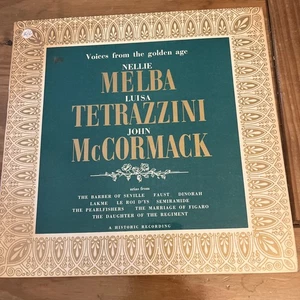 Voices from the golden age
NELLIE
MELBA
LUISA
TETRAZZINI
JOHN
McCORMACK
arias from
THE BARBER OF SEVILLE FAUST DINORAH
LAKME LE ROI D'YS SEMIRAMIDE
THE PEARLFISHERS THE MARRIAGE OF FIGARO
THE DAUGHTER OF THE REGIMENT
A HISTORIC RECORDING